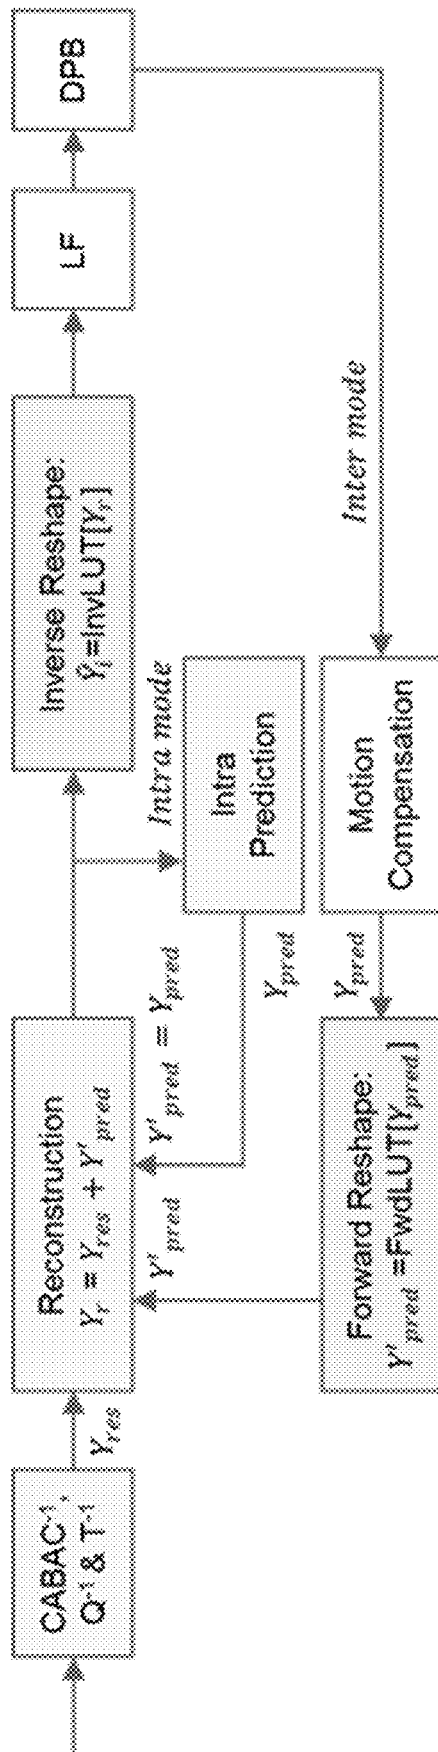 CABAC⁻¹,
Q⁻¹ & T⁻¹
Y_res
Reconstruction
Y_r = Y_res + Y'_pred
Y'_pred
Y'_pred = Y_pred
Intra mode
Intra
Prediction
Y_pred
Inverse Reshape:
Ŷ_i=InvLUT[Y_r]
LF
DPB
Inter mode
Motion
Compensation
Y_pred
Forward Reshape:
Y'_pred =FwdLUT[Y_pred]